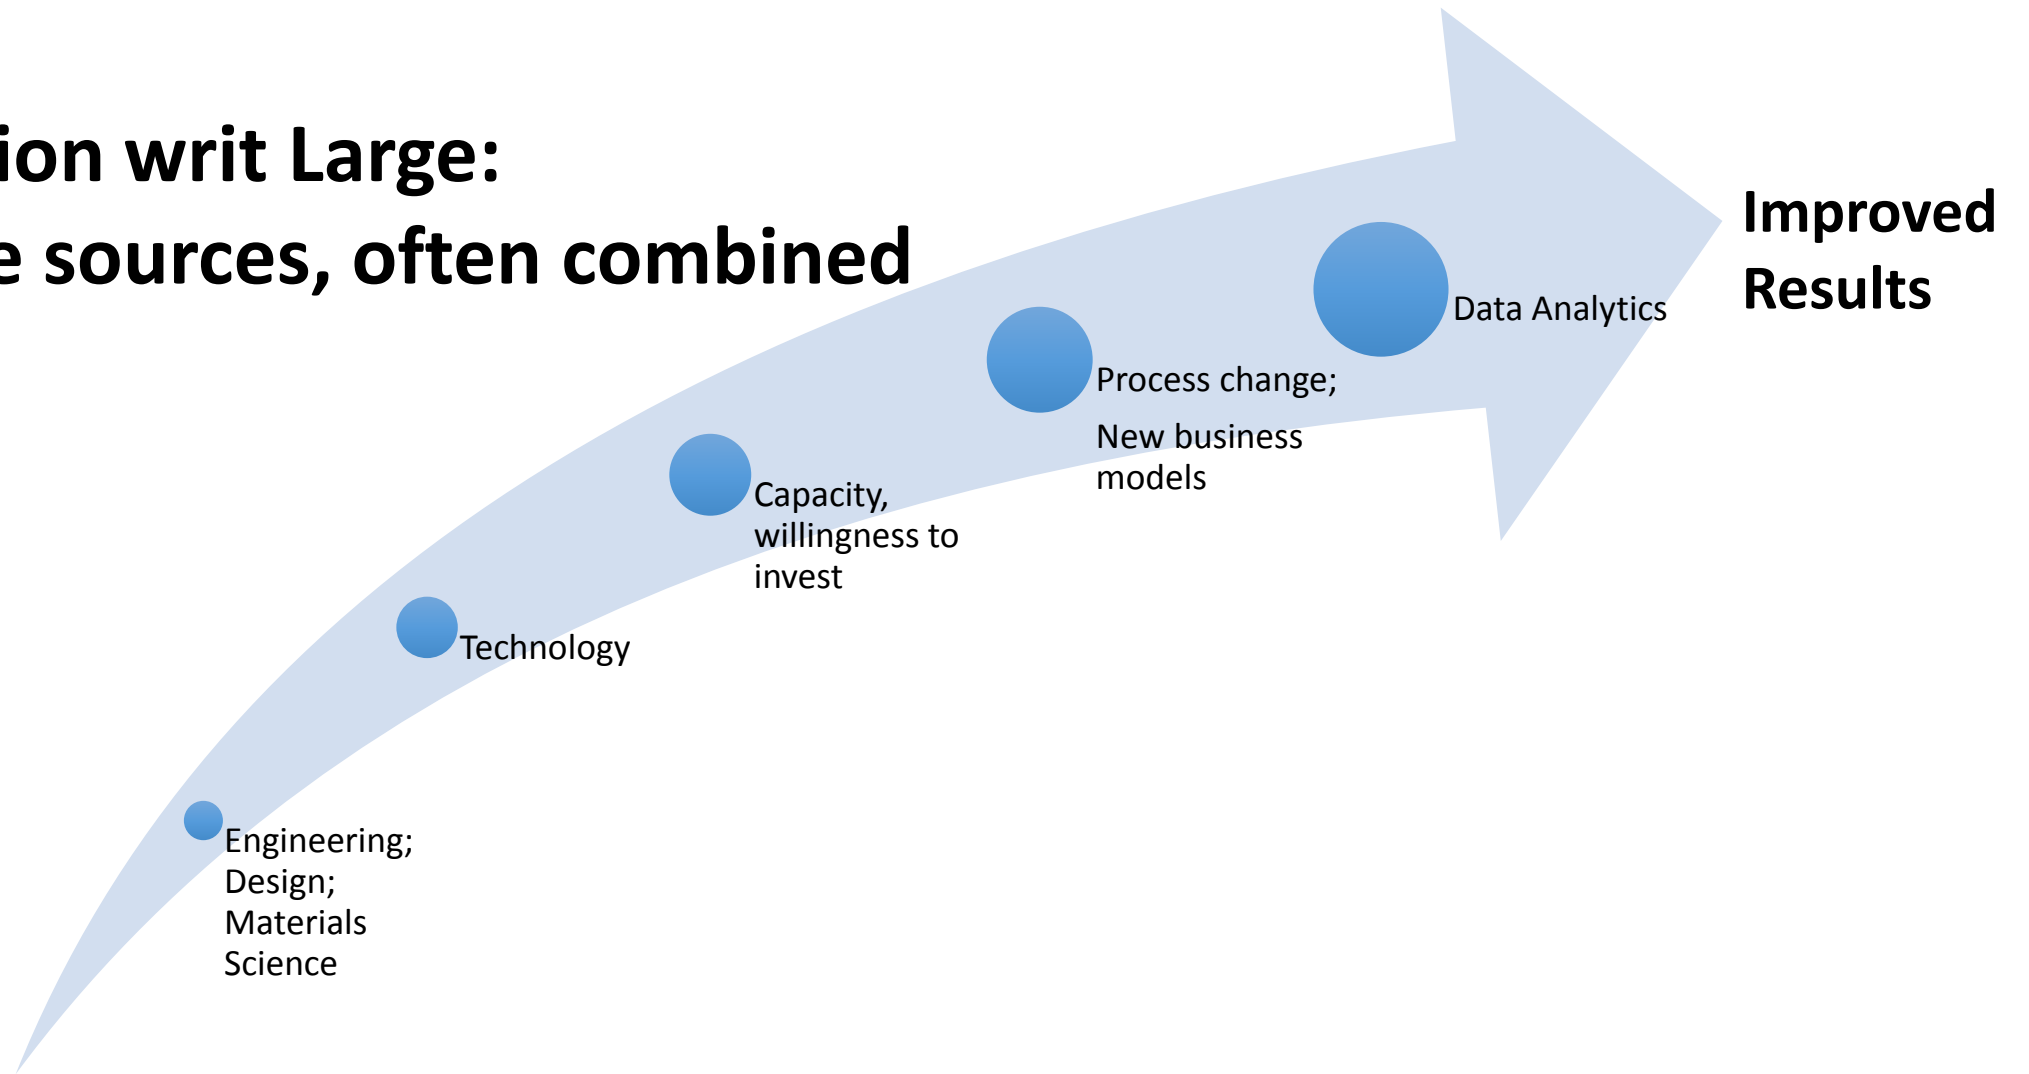 ion writ Large:
e sources, often combined
Improved
Results
Data Analytics
Process change;
New business
models
Capacity,
willingness to
invest
Technology
Engineering;
Design;
Materials
Science